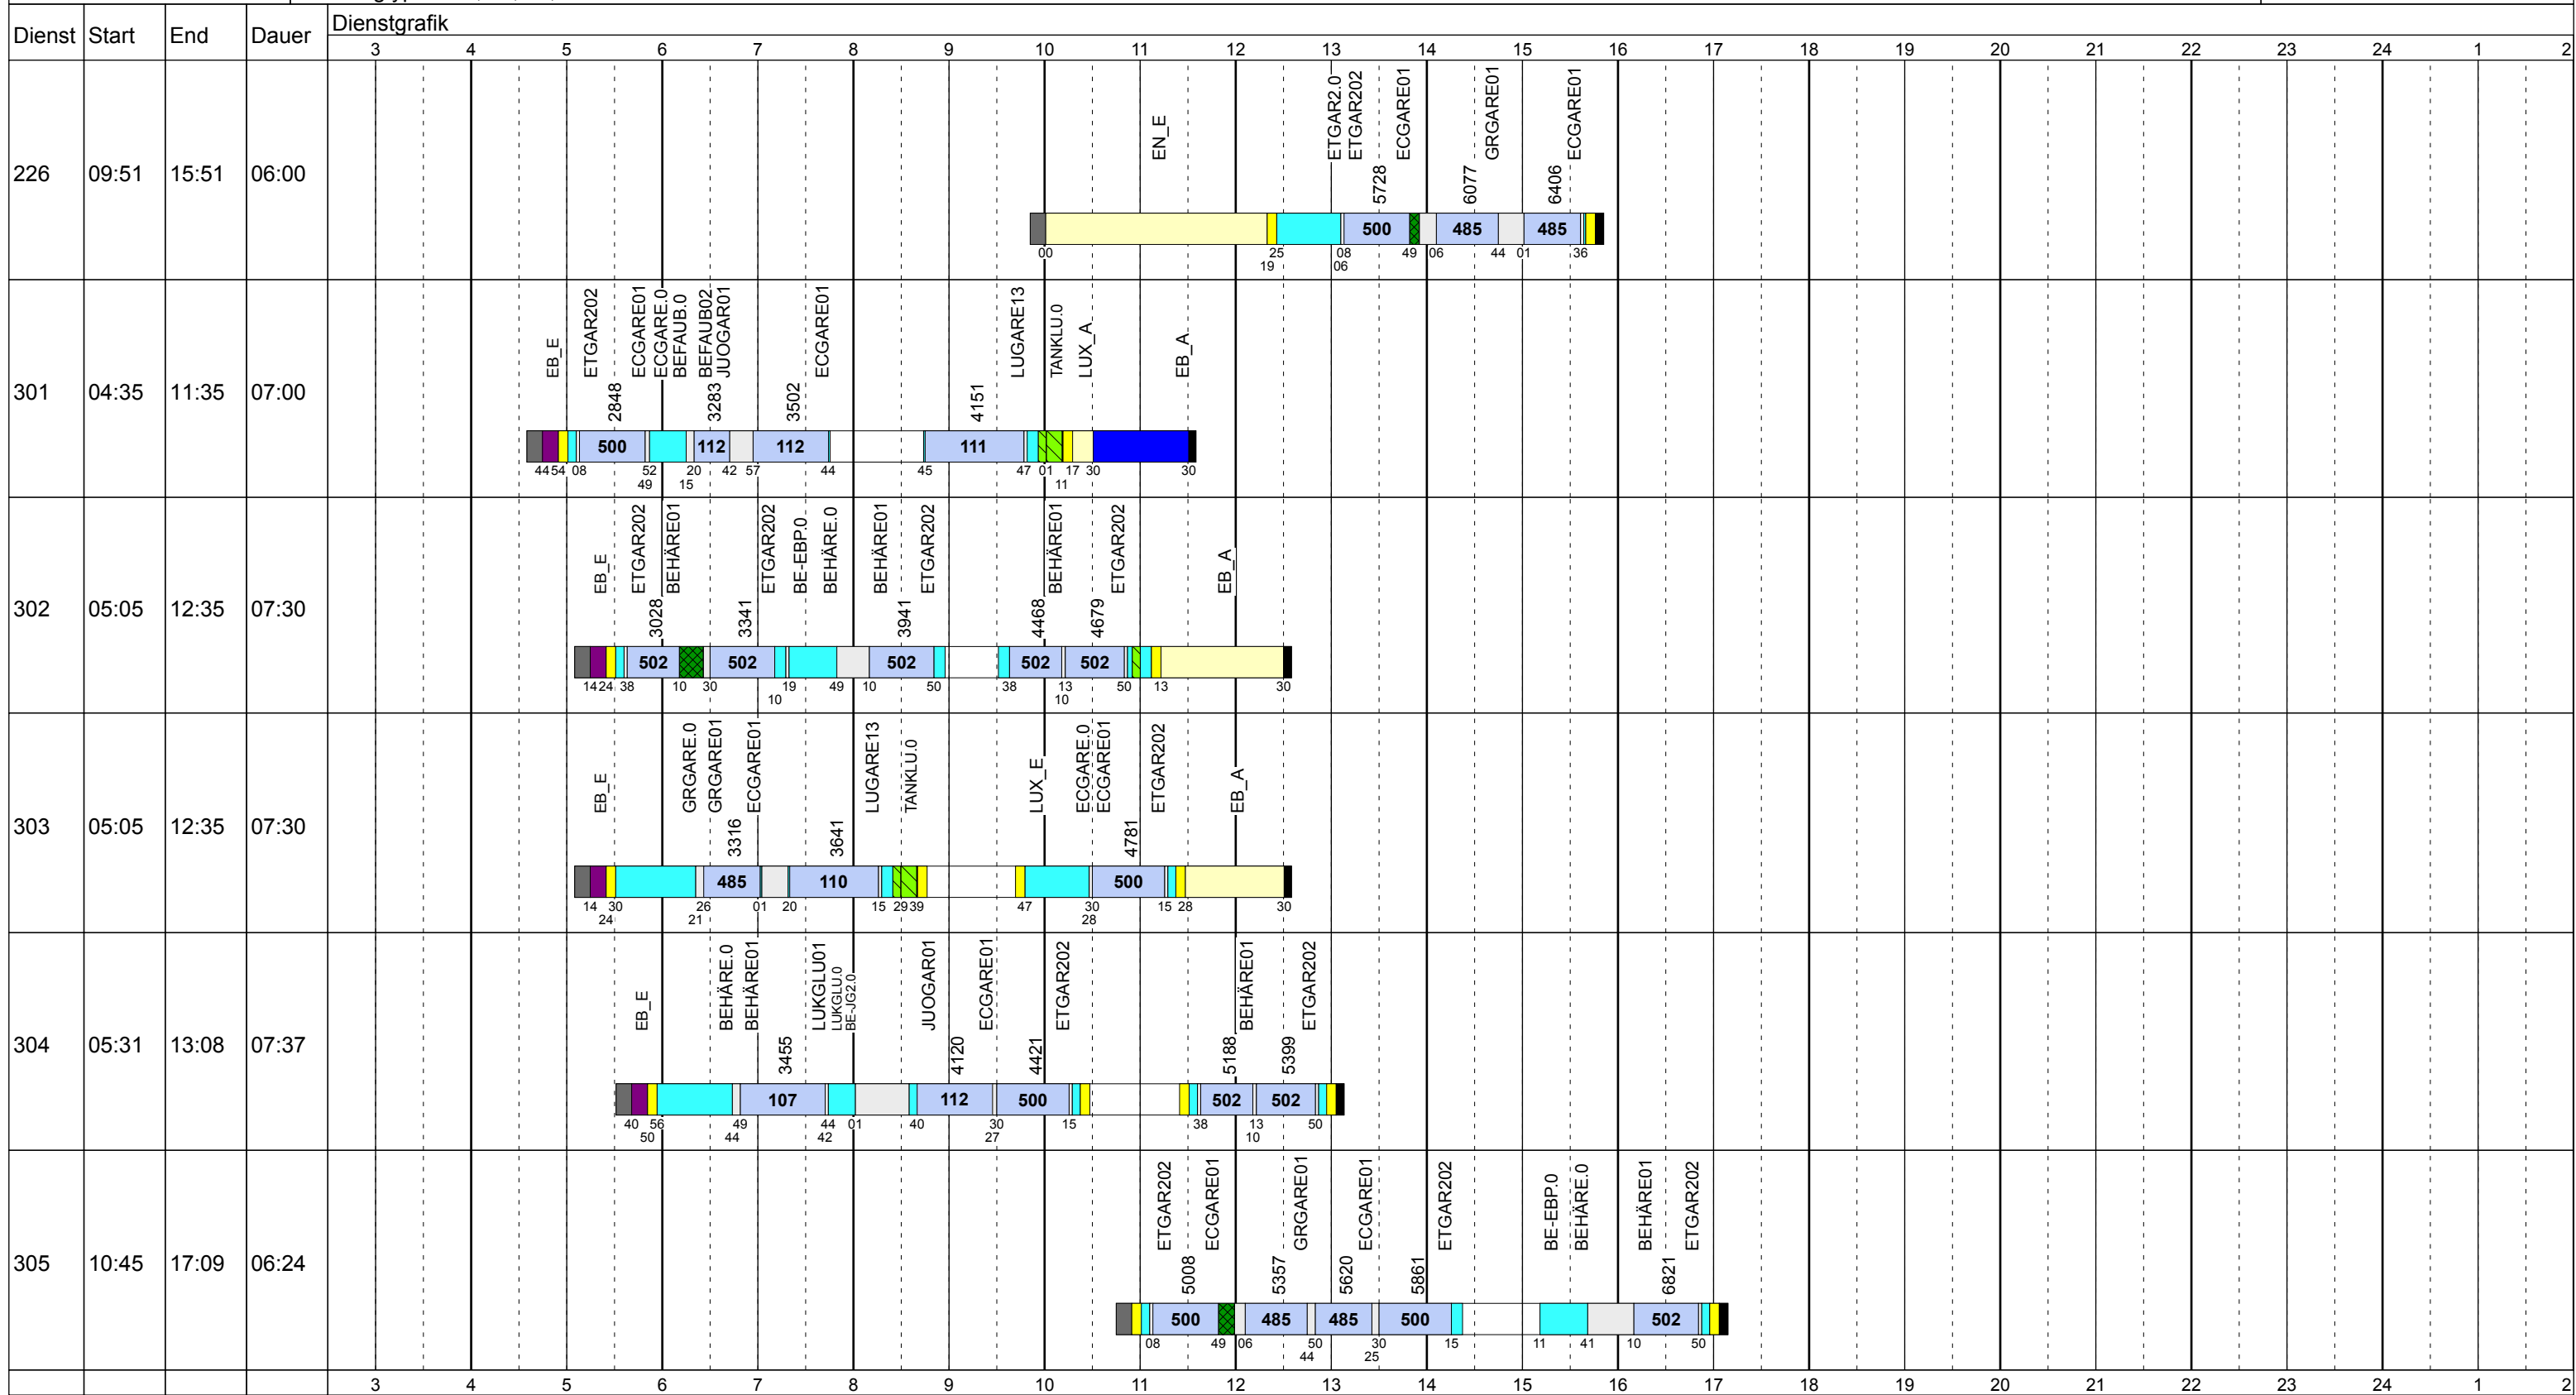 Dienst Start End Dauer Dienstgrafik
3 4 5 6 7 8 9 10 11 12 13 14 15 16 17 18 19 20 21 22 23 24 1 2
EN_E ETGAR2.0 ETGAR202 ECGARE01 GRGARE01 ECGARE01
5728 6077 6406
226 09:51 15:51 06:00
500 485 485
00 25 08 49 06 44 01 36
19 06
EB_E ETGAR202 ECGARE01 ECGARE.0 BEFAUB.0 BEFAUB02 JUOGAR01 ECGARE01 LUGARE13 TANKLU.0 LUX_A EB_A
2848 3283 3502 4151
301 04:35 11:35 07:00
500 112 112 111
44 54 08 52 20 42 57 44 45 47 01 17 30 30
49 15 11
EB_E ETGAR202 BEHÄRE01 ETGAR202 BE-EBP.0 BEHÄRE.0 BEHÄRE01 ETGAR202 BEHÄRE01 ETGAR202 EB_A
3028 3341 3941 4468 4679
302 05:05 12:35 07:30
502 502 502 502 502
14 24 38 10 30 19 49 10 50 38 13 50 13 30
10 10
EB_E GRGARE.0 GRGARE01 ECGARE01 LUGARE13 TANKLU.0 LUX_E ECGARE.0 ECGARE01 ETGAR202 EB_A
3316 3641 4781
303 05:05 12:35 07:30
485 110 500
14 30 26 01 20 15 29 39 47 30 15 28 30
24 21 28
EB_E BEHÄRE.0 BEHÄRE01 LUKGLU01 LUKGLU.0 BE-JG2.0 JUOGAR01 ECGARE01 ETGAR202 BEHÄRE01 ETGAR202
3455 4120 4421 5188 5399
304 05:31 13:08 07:37
107 112 500 502 502
40 56 49 44 01 40 30 15 38 13 50
50 44 42 27 10
ETGAR202 ECGARE01 GRGARE01 ECGARE01 ETGAR202 BE-EBP.0 BEHÄRE.0 BEHÄRE01 ETGAR202
5008 5357 5620 5861 6821
305 10:45 17:09 06:24
500 485 485 500 502
08 49 06 50 30 15 11 41 10 50
44 25
3 4 5 6 7 8 9 10 11 12 13 14 15 16 17 18 19 20 21 22 23 24 1 2